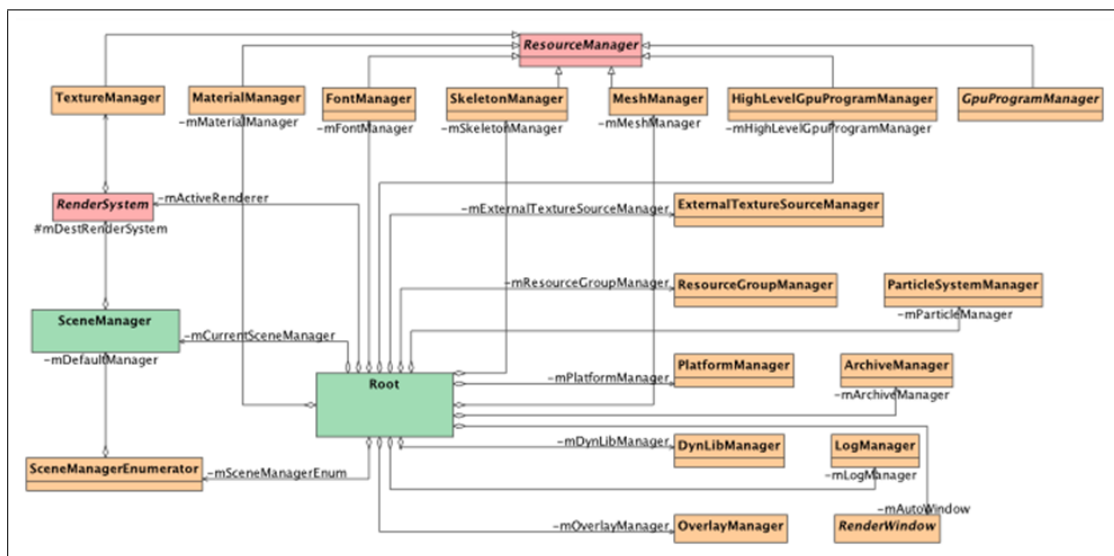 ResourceManager
TextureManager
MaterialManager
-mMaterialManager
FontManager
-mFontManager
SkeletonManager
-mSkeletonManager
MeshManager
-mMeshManager
HighLevelGpuProgramManager
-mHighLevelGpuProgramManager
GpuProgramManager
RenderSystem
#mDestRenderSystem
-mActiveRenderer
-mExternalTextureSourceManager
ExternalTextureSourceManager
-mResourceGroupManager
ResourceGroupManager
ParticleSystemManager
-mParticleManager
SceneManager
-mDefaultManager
-mCurrentSceneManager
Root
-mPlatformManager
PlatformManager
ArchiveManager
-mArchiveManager
-mDynLibManager
DynLibManager
LogManager
-mLogManager
SceneManagerEnumerator
-mSceneManagerEnum
-mOverlayManager
OverlayManager
-mAutoWindow
RenderWindow